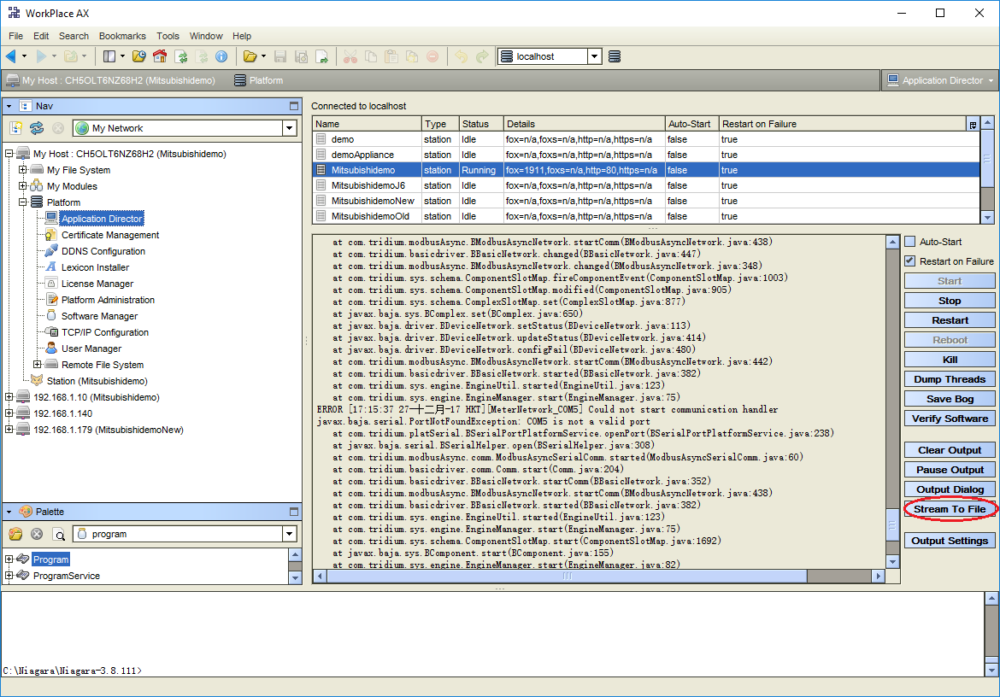 WorkPlace AX
File Edit Search Bookmarks Tools Window Help
localhost
My Host : CH5OLT6NZ68H2 (Mitsubishidemo) Platform Application Director
Nav
My Network
My Host : CH5OLT6NZ68H2 (Mitsubishidemo)
My File System
My Modules
Platform
Application Director
Certificate Management
DDNS Configuration
Lexicon Installer
License Manager
Platform Administration
Software Manager
TCP/IP Configuration
User Manager
Remote File System
Station (Mitsubishidemo)
192.168.1.10 (Mitsubishidemo)
192.168.1.140
192.168.1.179 (MitsubishidemoNew)
Palette
program
Program
ProgramService
Connected to localhost
Name Type Status Details Auto-Start Restart on Failure
demo station Idle fox=n/a,foxs=n/a,http=n/a,https=n/a false true
demoAppliance station Idle fox=n/a,foxs=n/a,http=n/a,https=n/a false true
Mitsubishidemo station Running fox=1911,foxs=n/a,http=80,https=n/a false true
MitsubishidemoJ6 station Idle fox=n/a,foxs=n/a,http=n/a,https=n/a false true
MitsubishidemoNew station Idle fox=n/a,foxs=n/a,http=n/a,https=n/a false true
MitsubishidemoOld station Idle fox=n/a,foxs=n/a,http=n/a,https=n/a false true
at com.tridium.modbusAsync.BModbusAsyncNetwork.startComm(BModbusAsyncNetwork.java:438)
at com.tridium.basicdriver.BBasicNetwork.changed(BBasicNetwork.java:447)
at com.tridium.modbusAsync.BModbusAsyncNetwork.changed(BModbusAsyncNetwork.java:348)
at com.tridium.sys.schema.ComponentSlotMap.fireComponentEvent(ComponentSlotMap.java:1003)
at com.tridium.sys.schema.ComponentSlotMap.modified(ComponentSlotMap.java:905)
at com.tridium.sys.schema.ComplexSlotMap.set(ComplexSlotMap.java:877)
at javax.baja.sys.BComplex.set(BComplex.java:650)
at javax.baja.driver.BDeviceNetwork.setStatus(BDeviceNetwork.java:113)
at javax.baja.driver.BDeviceNetwork.updateStatus(BDeviceNetwork.java:414)
at javax.baja.driver.BDeviceNetwork.configFail(BDeviceNetwork.java:480)
at com.tridium.modbusAsync.BModbusAsyncNetwork.startComm(BModbusAsyncNetwork.java:442)
at com.tridium.basicdriver.BBasicNetwork.started(BBasicNetwork.java:382)
at com.tridium.sys.engine.EngineUtil.started(EngineUtil.java:123)
at com.tridium.sys.engine.EngineManager.start(EngineManager.java:75)
ERROR [17:15:37 27-十二月-17 HKT][MeterNetwork_COM5] Could not start communication handler
javax.baja.serial.PortNotFoundException: COM5 is not a valid port
at com.tridium.platSerial.BSerialPortPlatformService.openPort(BSerialPortPlatformService.java:238)
at javax.baja.serial.BSerialHelper.open(BSerialHelper.java:308)
at com.tridium.modbusAsync.comm.ModbusAsyncSerialComm.started(ModbusAsyncSerialComm.java:60)
at com.tridium.basicdriver.comm.Comm.start(Comm.java:204)
at com.tridium.basicdriver.BBasicNetwork.startComm(BBasicNetwork.java:352)
at com.tridium.modbusAsync.BModbusAsyncNetwork.startComm(BModbusAsyncNetwork.java:438)
at com.tridium.basicdriver.BBasicNetwork.started(BBasicNetwork.java:382)
at com.tridium.sys.engine.EngineUtil.started(EngineUtil.java:123)
at com.tridium.sys.engine.EngineManager.start(EngineManager.java:75)
at com.tridium.sys.schema.ComponentSlotMap.start(ComponentSlotMap.java:1692)
at javax.baja.sys.BComponent.start(BComponent.java:155)
at com.tridium.sys.engine.EngineManager.start(EngineManager.java:82)
Auto-Start
Restart on Failure
Start
Stop
Restart
Reboot
Kill
Dump Threads
Save Bog
Verify Software
Clear Output
Pause Output
Output Dialog
Stream To File
Output Settings
C:\Niagara\Niagara-3.8.111>